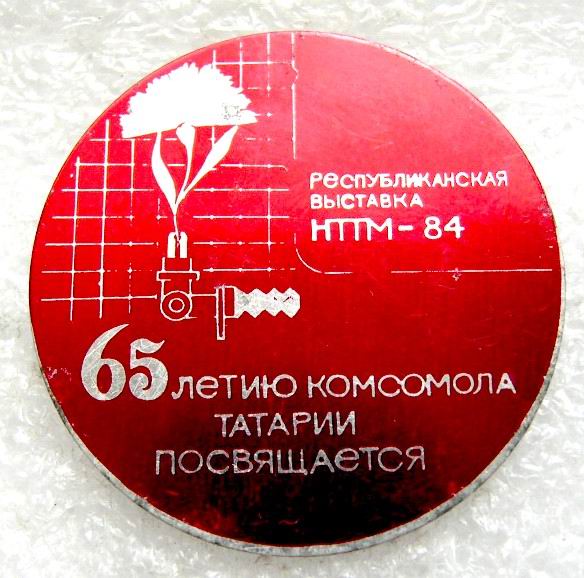 РеСПУБЛИКАНСКАЯ
ВЫСТАВКА
НТТМ-84
65 летию комсомола
ТАТАРИИ
ПОСВЯЩАеТСЯ